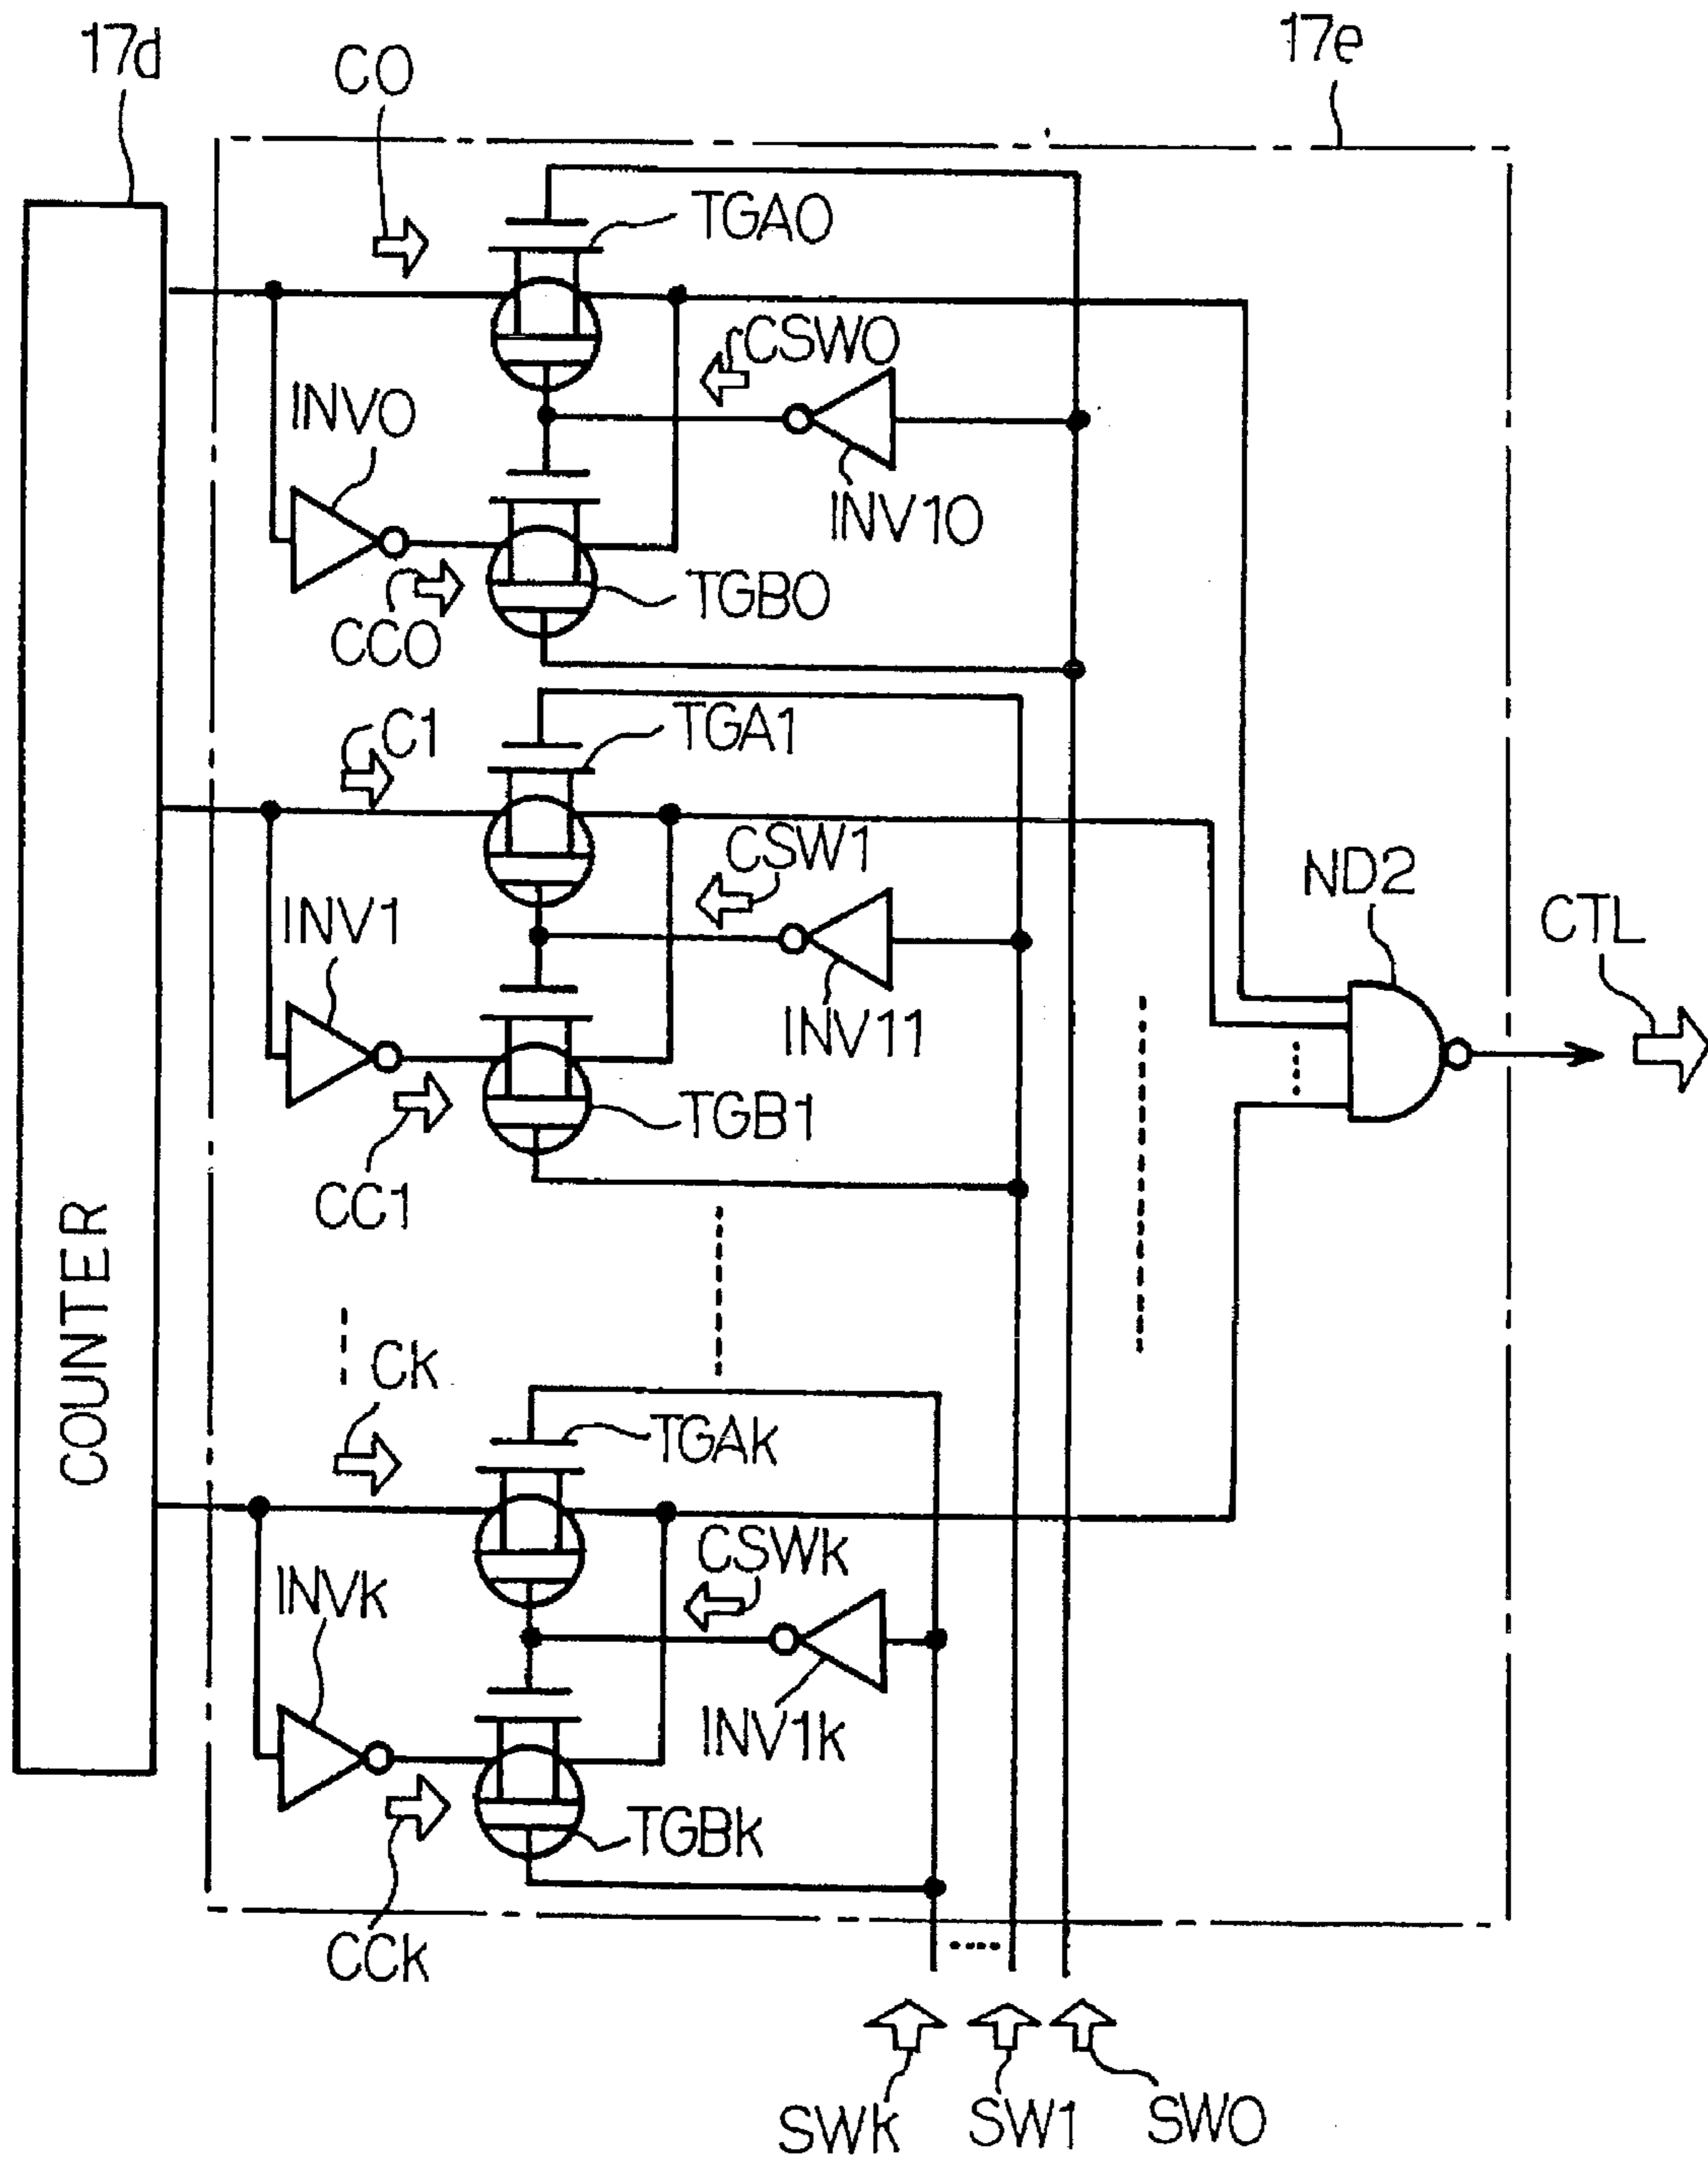 17d
C0
17e
TGA0
CSW0
INV0
INV10
TGB0
CC0
C1
TGA1
CSW1
INV1
INV11
ND2
CTL
TGB1
CC1
COUNTER
Ck
TGAk
CSWk
INVk
INV1k
TGBk
CCk
SWk
SW1
SW0